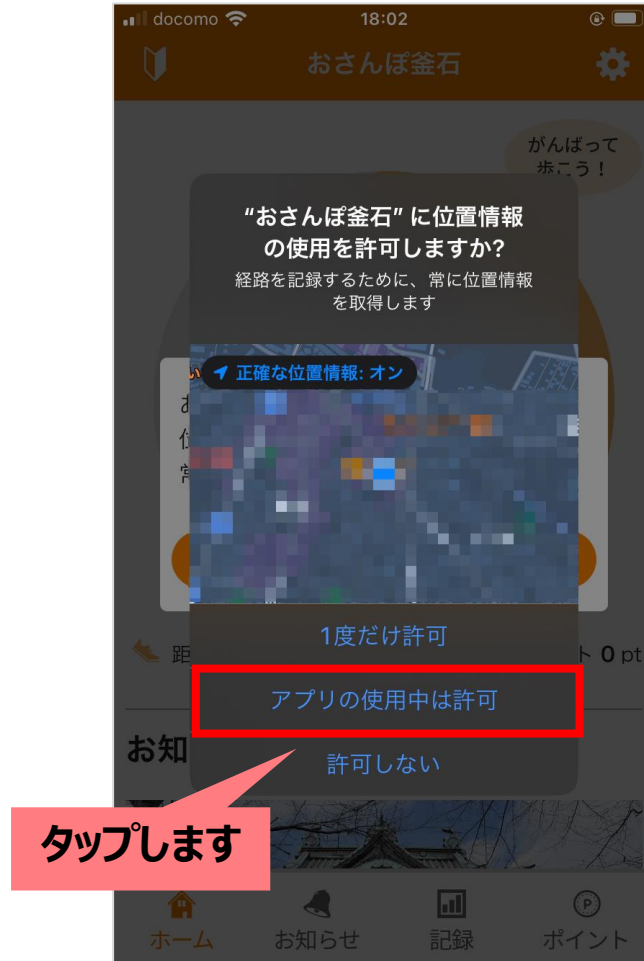 docomo
18:02
おさんぽ釜石
がんばって
歩こう！
“おさんぽ釜石” に位置情報
の使用を許可しますか?
経路を記録するために、常に位置情報
を取得します
い
正確な位置情報: オン
1度だけ許可
距
ト 0 pt
アプリの使用中は許可
お知
許可しない
タップします
ホーム
お知らせ
記録
P
ポイント